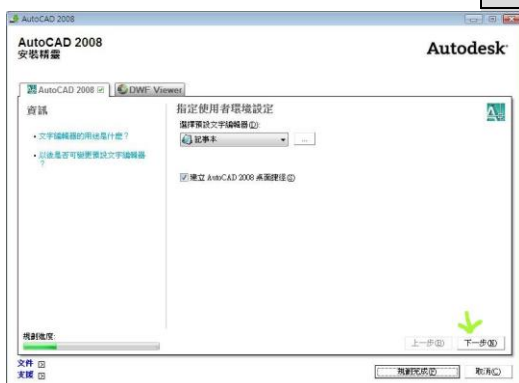 AutoCAD 2008
AutoCAD 2008
安裝精靈
Autodesk
AutoCAD 2008
DWF Viewer
資訊
文字編輯器的用途是什麼？
以後是否可變更預設文字編輯器
？
指定使用者環境設定
選擇預設文字編輯器(D):
記事本
...
建立 AutoCAD 2008 桌面捷徑(C)
規劃進度:
上一步(B)
下一步(N)
文件
支援
規劃完成(F)
取消(C)